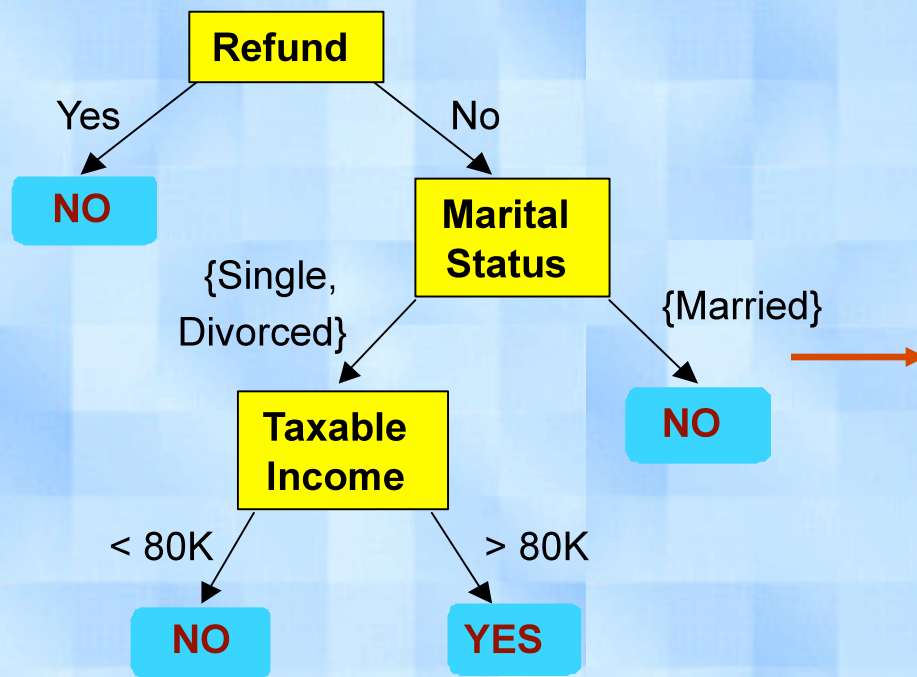 Refund
Yes
No
NO
Marital
Status
{Single,
Divorced}
{Married}
Taxable
Income
NO
< 80K
> 80K
NO
YES